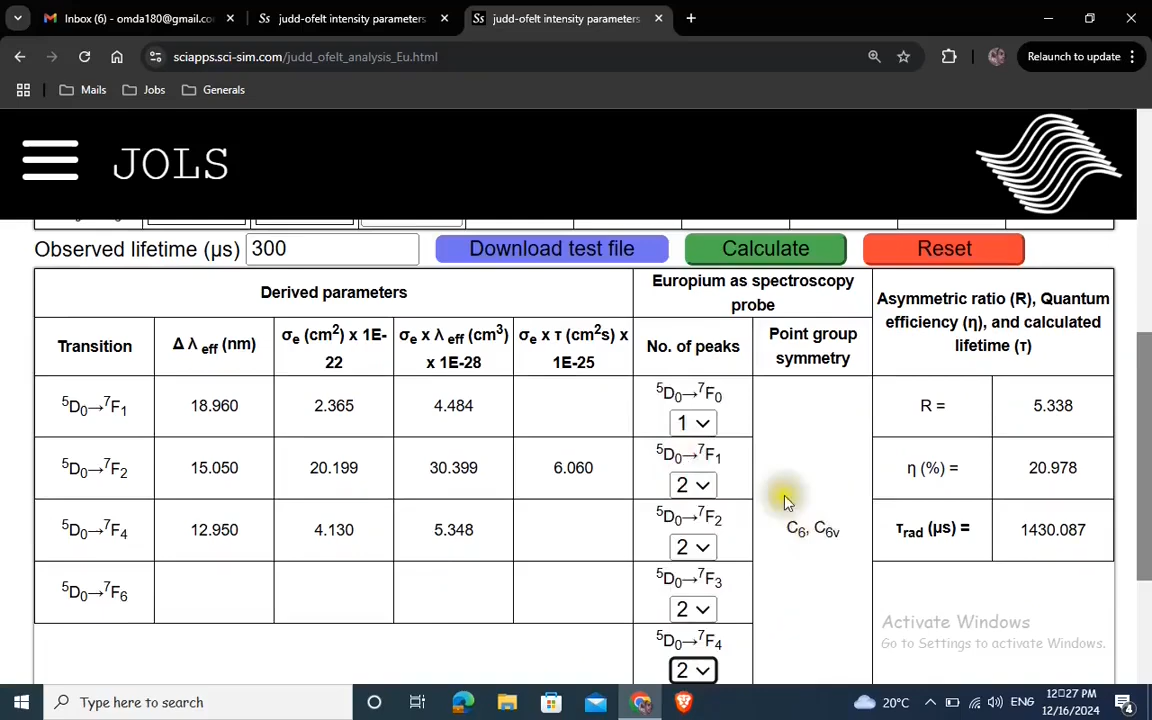 Inbox (6) - omda180@gmail.co
judd-ofelt intensity parameters
judd-ofelt intensity parameters
sciapps.sci-sim.com/judd_ofelt_analysis_Eu.html
Relaunch to update
Mails
Jobs
Generals
JOLS
Observed lifetime (µs) 300 Download test file Calculate Reset
Derived parameters
Europium as spectroscopy
probe
Asymmetric ratio (R), Quantum
efficiency (η), and calculated
lifetime (τ)
Transition
Δ λ eff (nm)
σe (cm²) x 1E-
22
σe x λ eff (cm³)
x 1E-28
σe x τ (cm²s) x
1E-25
No. of peaks
Point group
symmetry
⁵D₀→⁷F₁ 18.960 2.365 4.484
⁵D₀→⁷F₀
1
R = 5.338
⁵D₀→⁷F₂ 15.050 20.199 30.399 6.060
⁵D₀→⁷F₁
2
η (%) = 20.978
⁵D₀→⁷F₄ 12.950 4.130 5.348
⁵D₀→⁷F₂
2
C₆, C₆ᵥ
τrad (µs) = 1430.087
⁵D₀→⁷F₆
⁵D₀→⁷F₃
2
⁵D₀→⁷F₄
2
Activate Windows
Go to Settings to activate Windows.
Type here to search
20°C
ENG
12:27 PM
12/16/2024
4